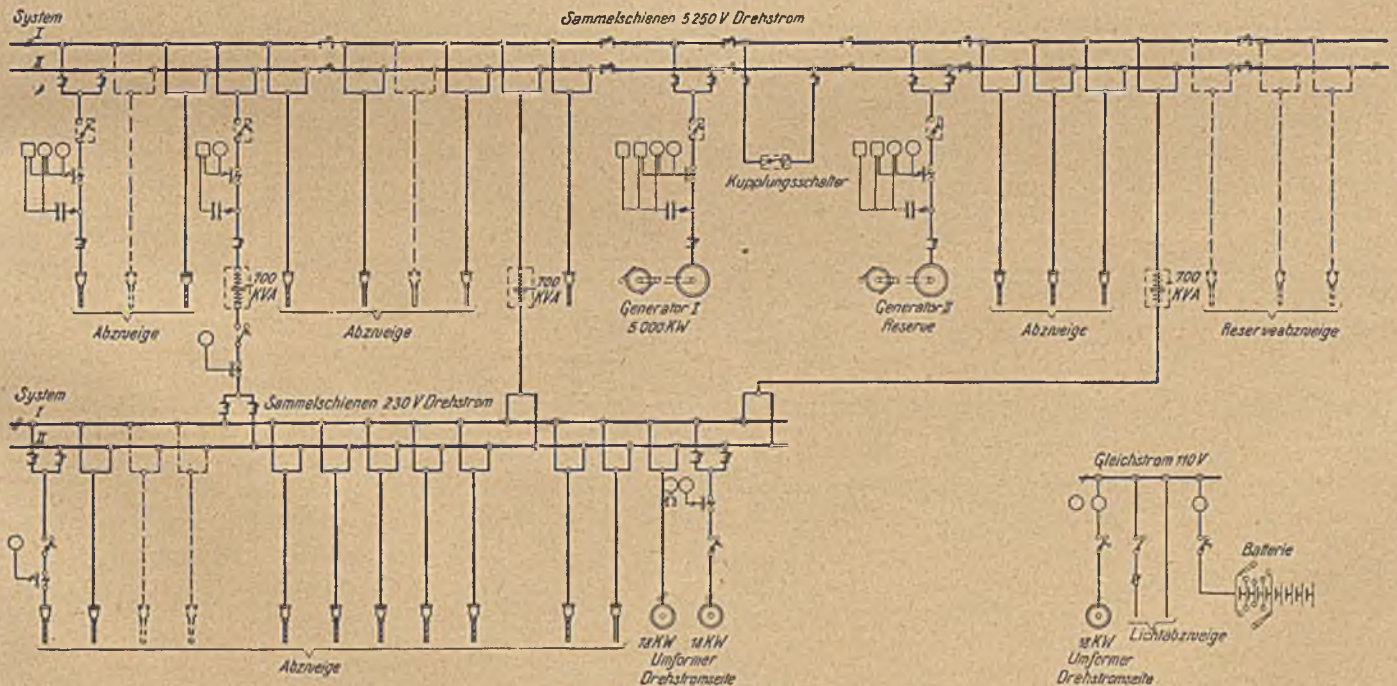 System
I
Sammelschienen 5250 V Drehstrom
II
Kupplungsschalter
700
KVA
700
KVA
700
KVA
Abzweige
Abzweige
Generator I
5000 KW
Generator II
Reserve
Abzweige
Reserveabzweige
System
I
Sammelschienen 230 V Drehstrom
II
Gleichstrom 110 V
Batterie
18 KW
18 KW
Umformer
Drehstromseite
Abzweige
18 KW
Umformer
Drehstromseite
Lichtabzweige